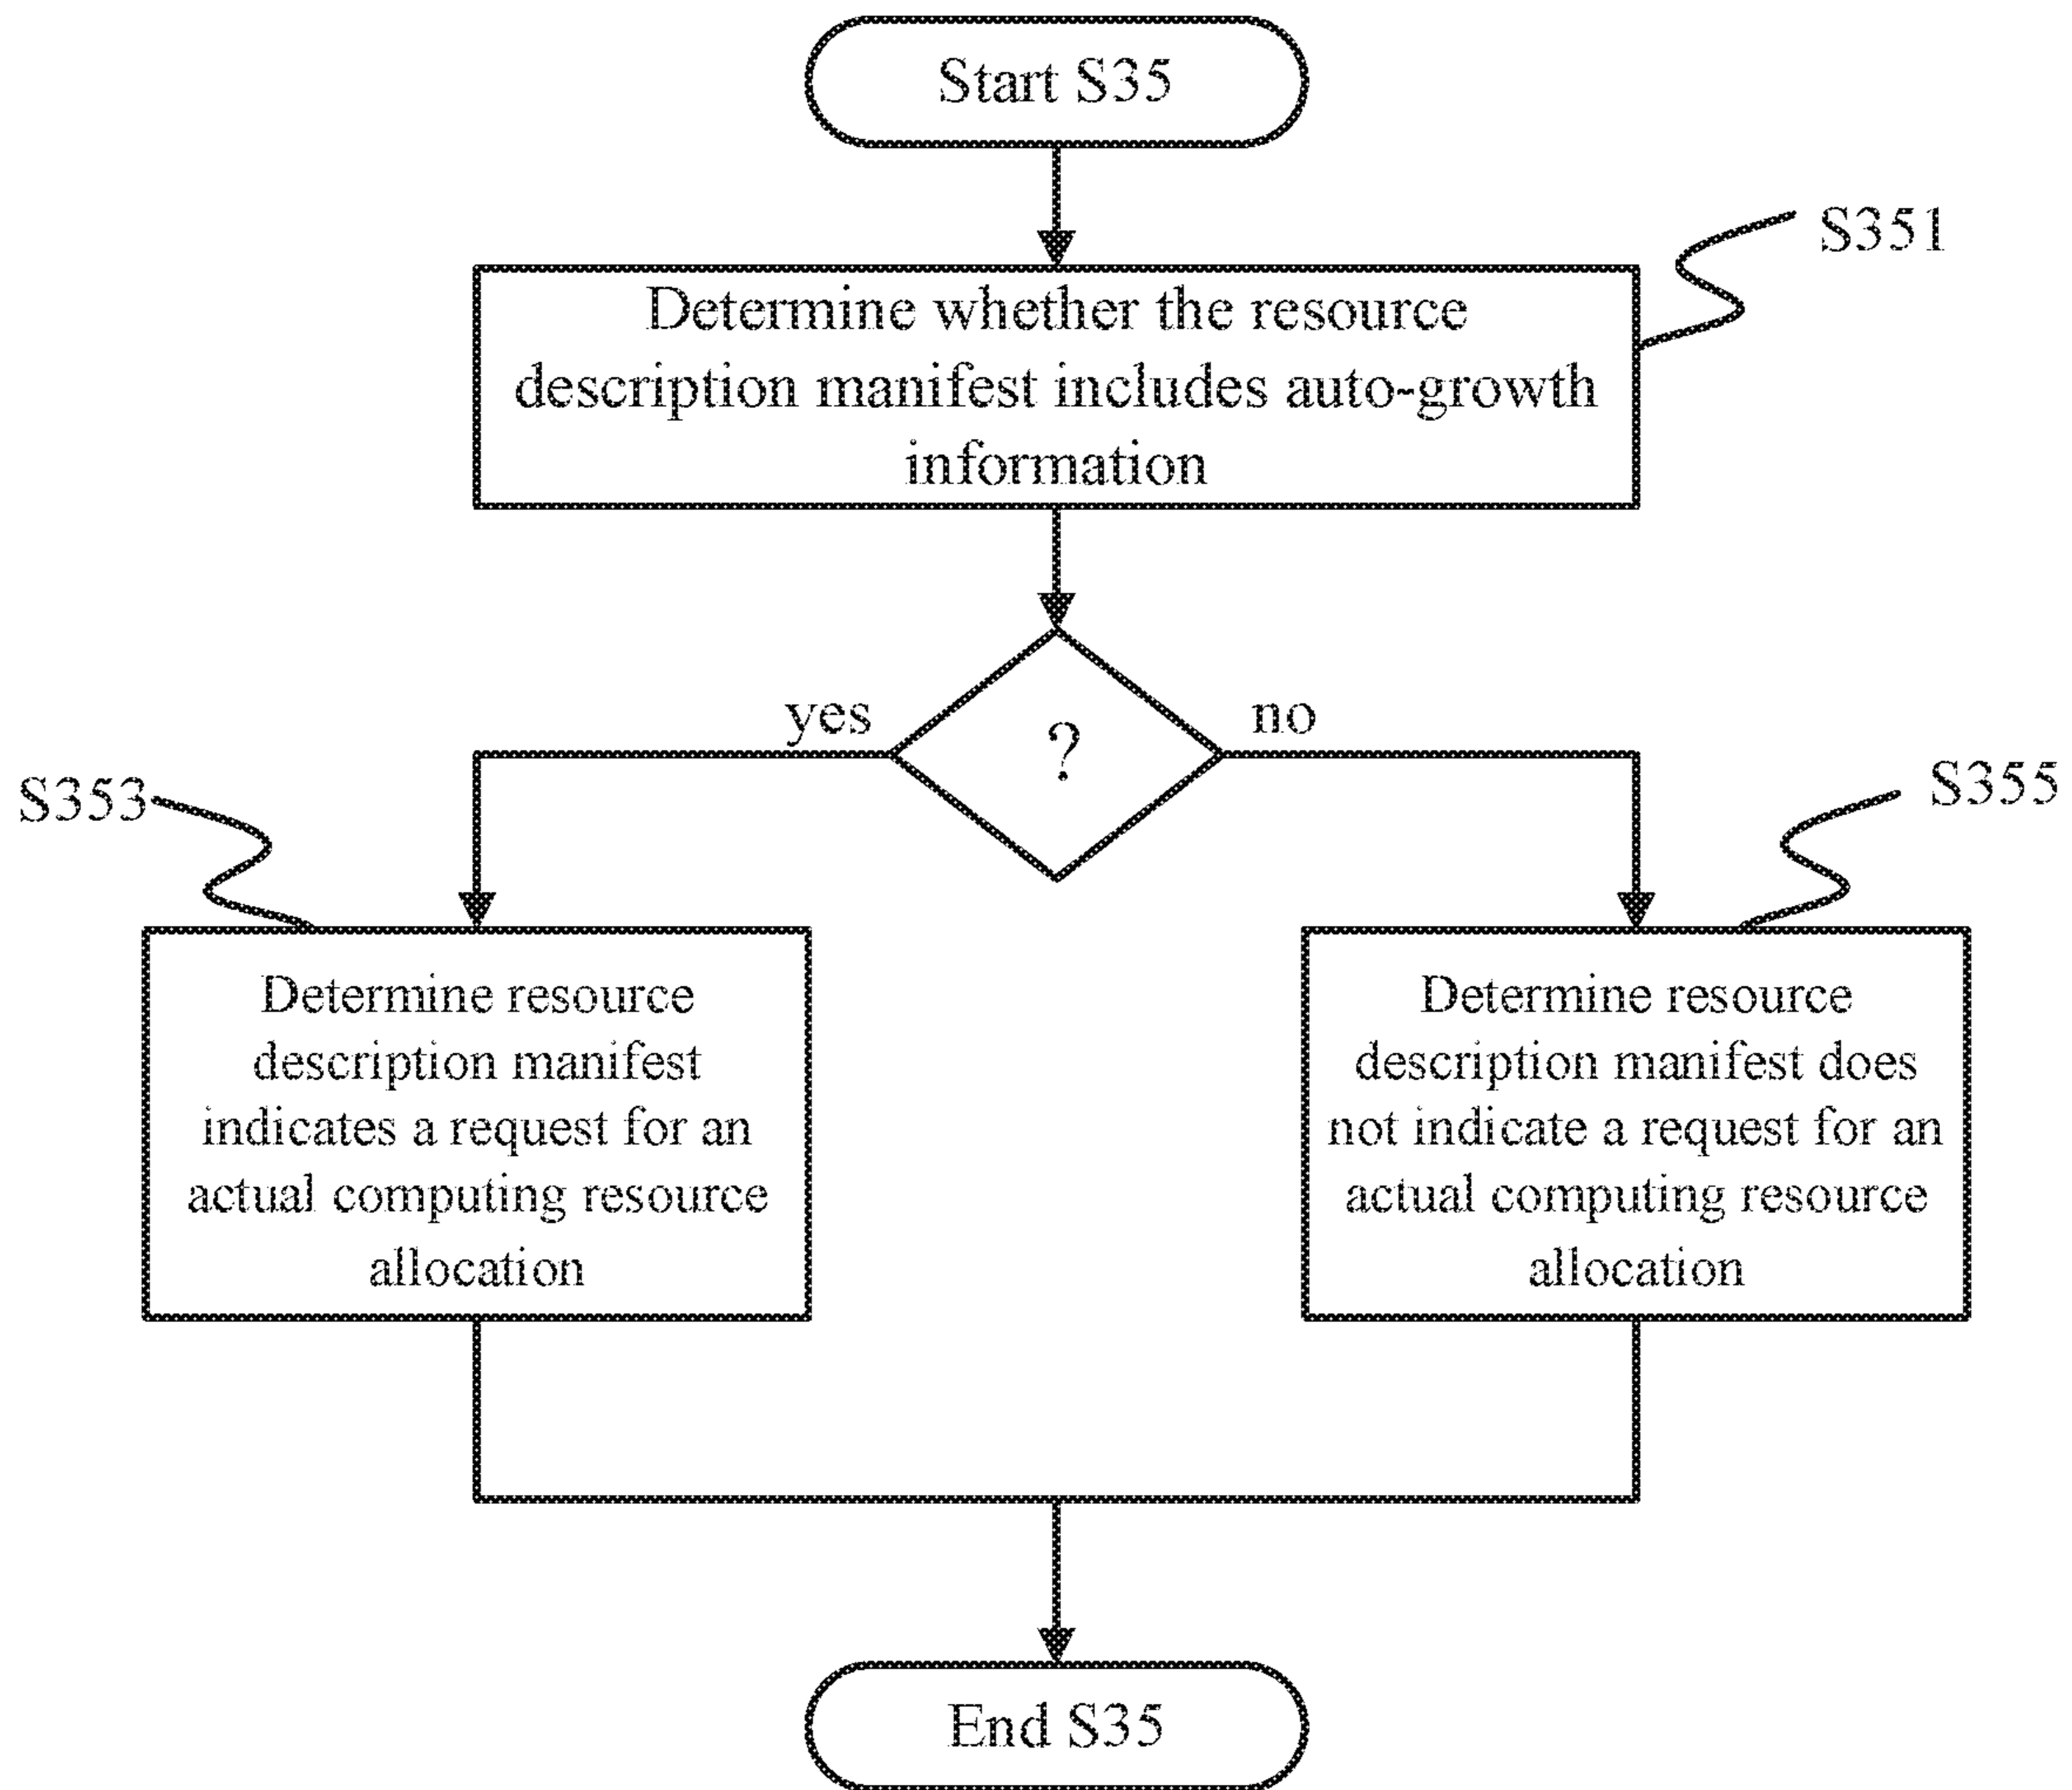 Start S35
S351
Determine whether the resource
description manifest includes auto-growth
information
yes
?
no
S353
S355
Determine resource
description manifest
indicates a request for an
actual computing resource
allocation
Determine resource
description manifest does
not indicate a request for an
actual computing resource
allocation
End S35